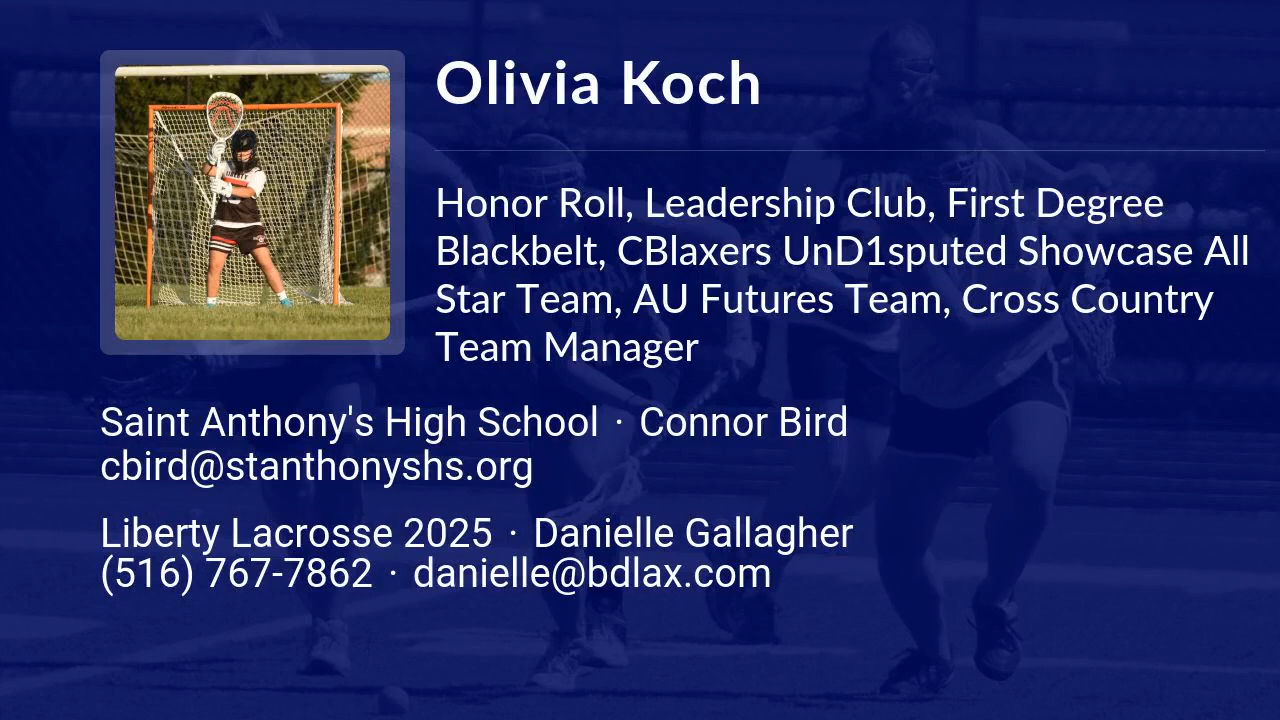 Olivia Koch
Honor Roll, Leadership Club, First Degree
Blackbelt, CBlaxers UnD1sputed Showcase All
Star Team, AU Futures Team, Cross Country
Team Manager
Saint Anthony's High School · Connor Bird
cbird@stanthonyshs.org
Liberty Lacrosse 2025 · Danielle Gallagher
(516) 767-7862 · danielle@bdlax.com